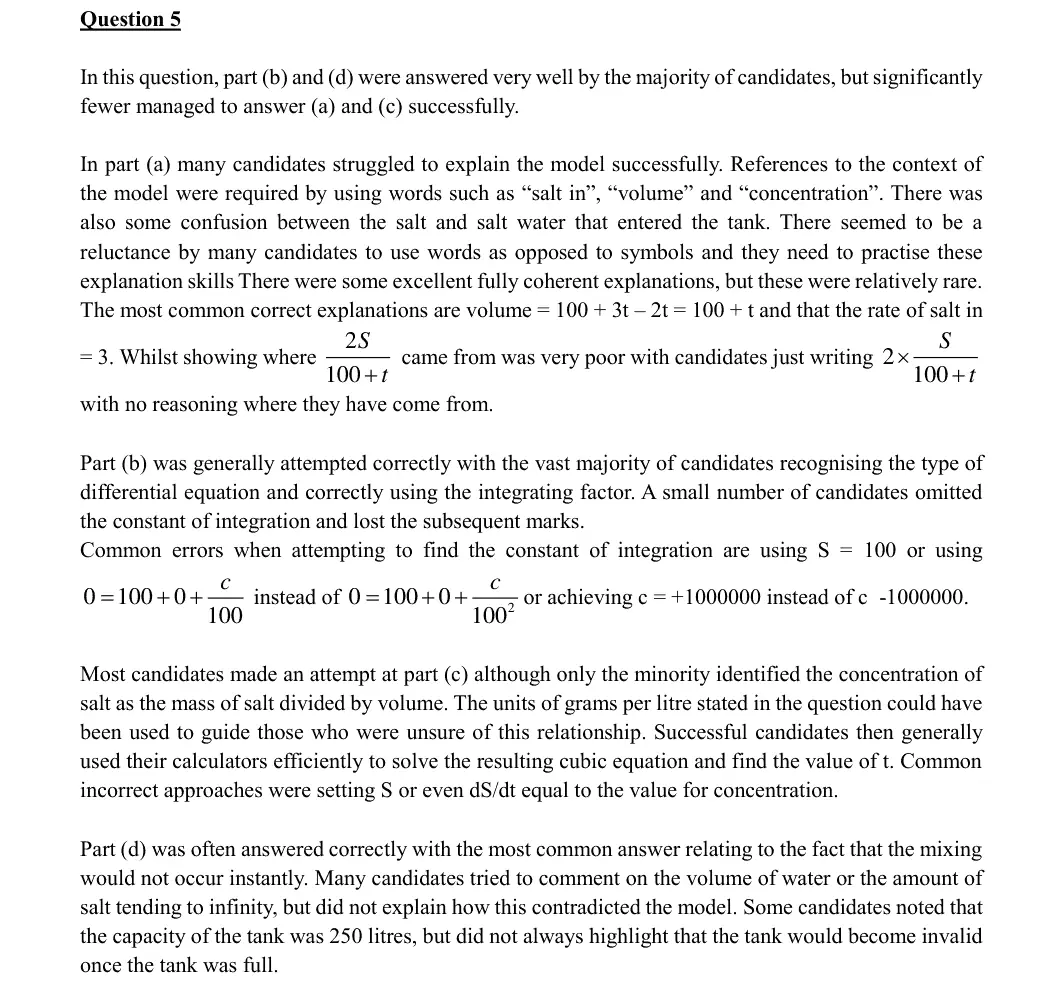 Question 5
In this question, part (b) and (d) were answered very well by the majority of candidates, but significantly
fewer managed to answer (a) and (c) successfully.
In part (a) many candidates struggled to explain the model successfully. References to the context of
the model were required by using words such as “salt in”, “volume” and “concentration”. There was
also some confusion between the salt and salt water that entered the tank. There seemed to be a
reluctance by many candidates to use words as opposed to symbols and they need to practise these
explanation skills There were some excellent fully coherent explanations, but these were relatively rare.
The most common correct explanations are volume = 100 + 3t – 2t = 100 + t and that the rate of salt in
= 3. Whilst showing where 2S/(100+t) came from was very poor with candidates just writing 2×S/(100+t)
with no reasoning where they have come from.
Part (b) was generally attempted correctly with the vast majority of candidates recognising the type of
differential equation and correctly using the integrating factor. A small number of candidates omitted
the constant of integration and lost the subsequent marks.
Common errors when attempting to find the constant of integration are using S = 100 or using
0 = 100 + 0 + c/100 instead of 0 = 100 + 0 + c/100² or achieving c = +1000000 instead of c -1000000.
Most candidates made an attempt at part (c) although only the minority identified the concentration of
salt as the mass of salt divided by volume. The units of grams per litre stated in the question could have
been used to guide those who were unsure of this relationship. Successful candidates then generally
used their calculators efficiently to solve the resulting cubic equation and find the value of t. Common
incorrect approaches were setting S or even dS/dt equal to the value for concentration.
Part (d) was often answered correctly with the most common answer relating to the fact that the mixing
would not occur instantly. Many candidates tried to comment on the volume of water or the amount of
salt tending to infinity, but did not explain how this contradicted the model. Some candidates noted that
the capacity of the tank was 250 litres, but did not always highlight that the tank would become invalid
once the tank was full.